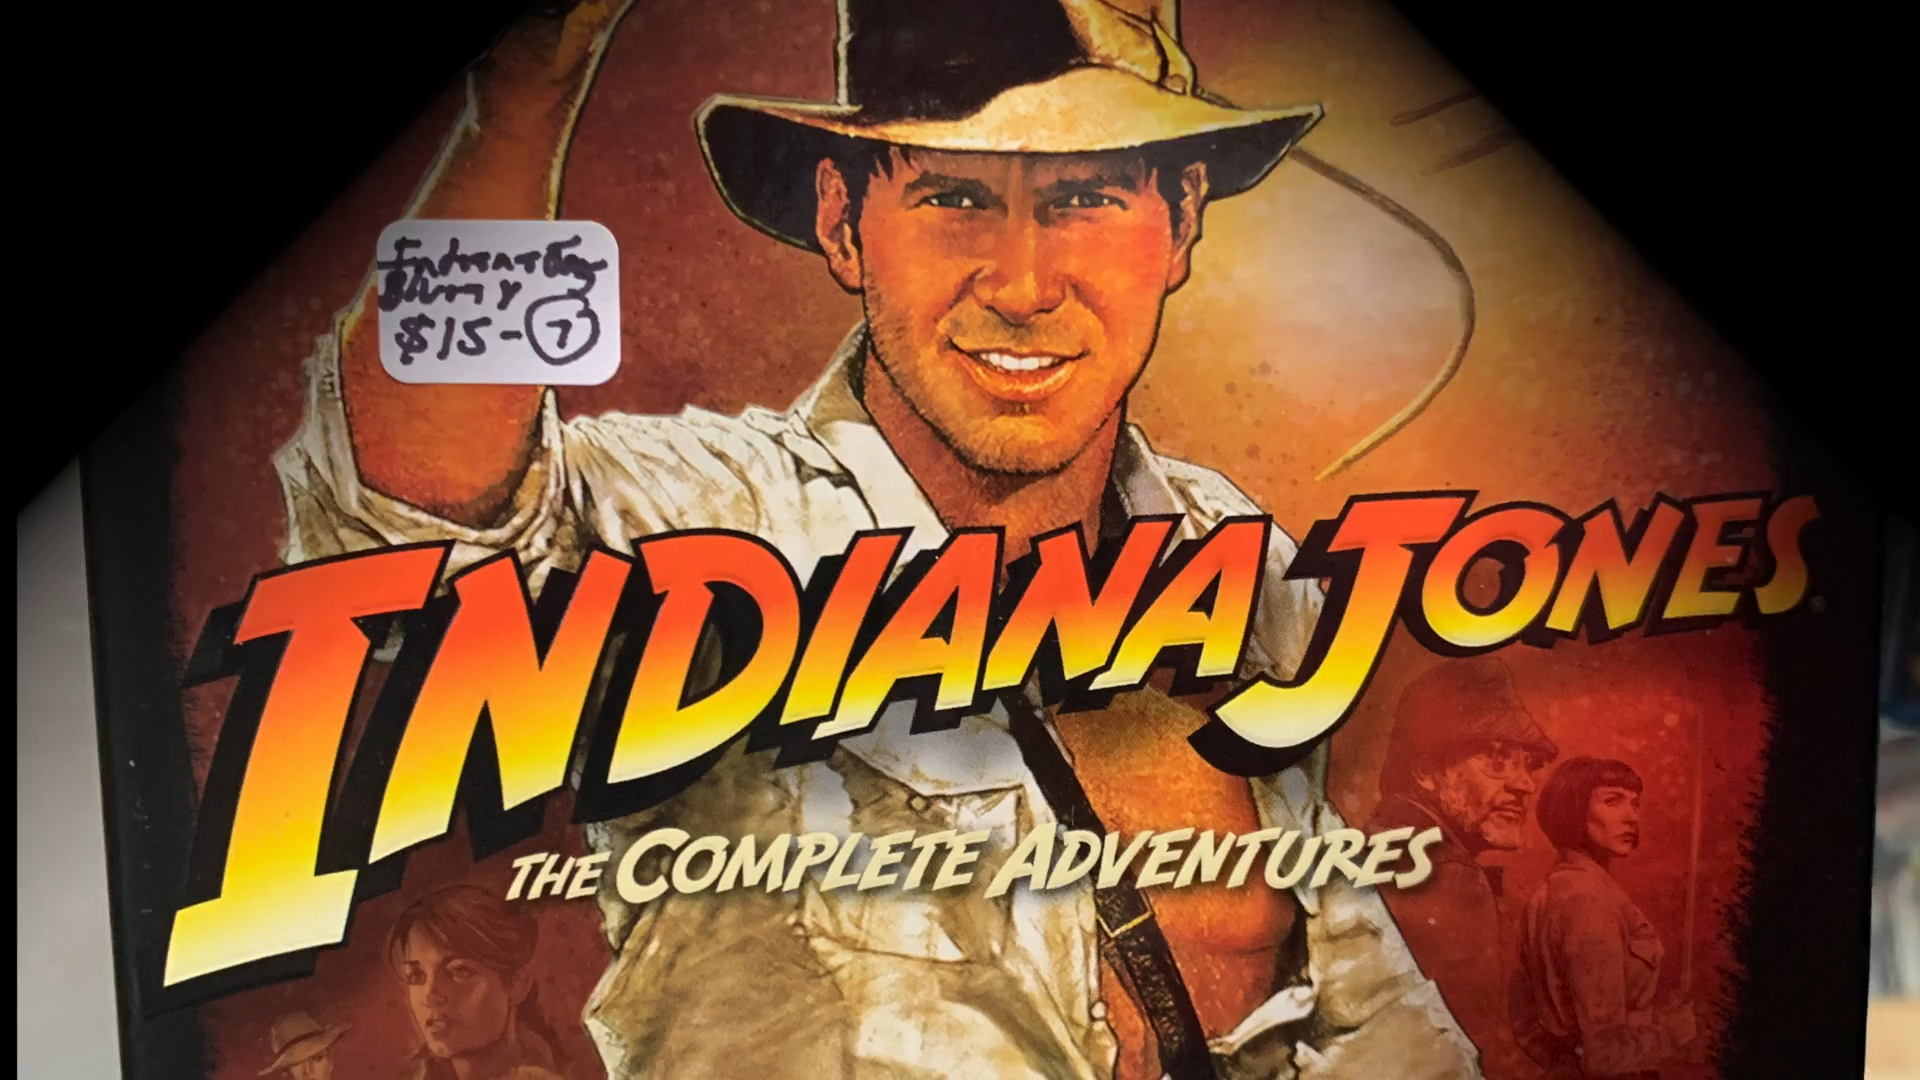 $15- 7
INDIANA JONES
THE COMPLETE ADVENTURES